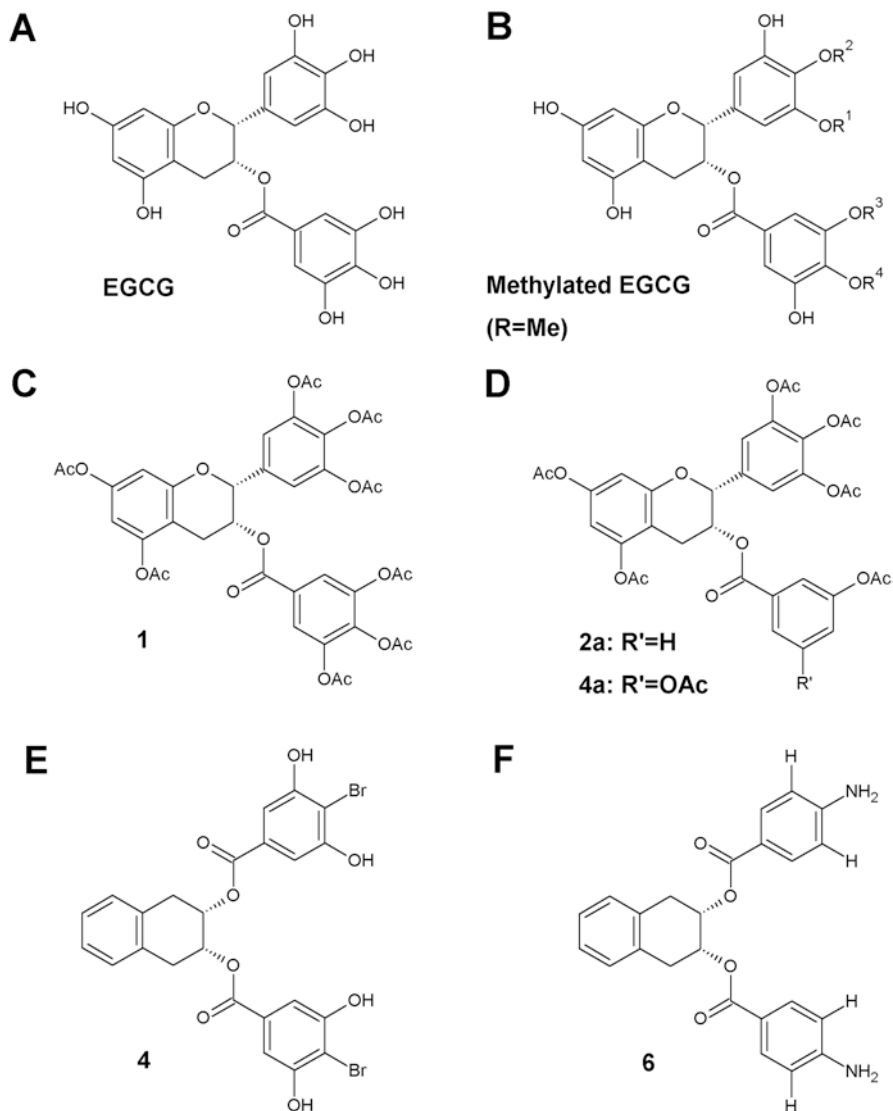 A
OH
OH
HO
O
OH
O
OH
O
OH
OH
OH
EGCG
B
OH
OR²
HO
O
OR¹
O
OH
O
OR³
OR⁴
OH
Methylated EGCG
(R=Me)
C
OAc
OAc
AcO
O
OAc
O
OAc
O
OAc
OAc
OAc
1
D
OAc
OAc
AcO
O
OAc
O
OAc
O
OAc
R'
2a: R'=H
4a: R'=OAc
E
OH
Br
O
OH
O
O
OH
O
Br
OH
4
F
H
NH₂
O
H
O
O
H
O
NH₂
H
6